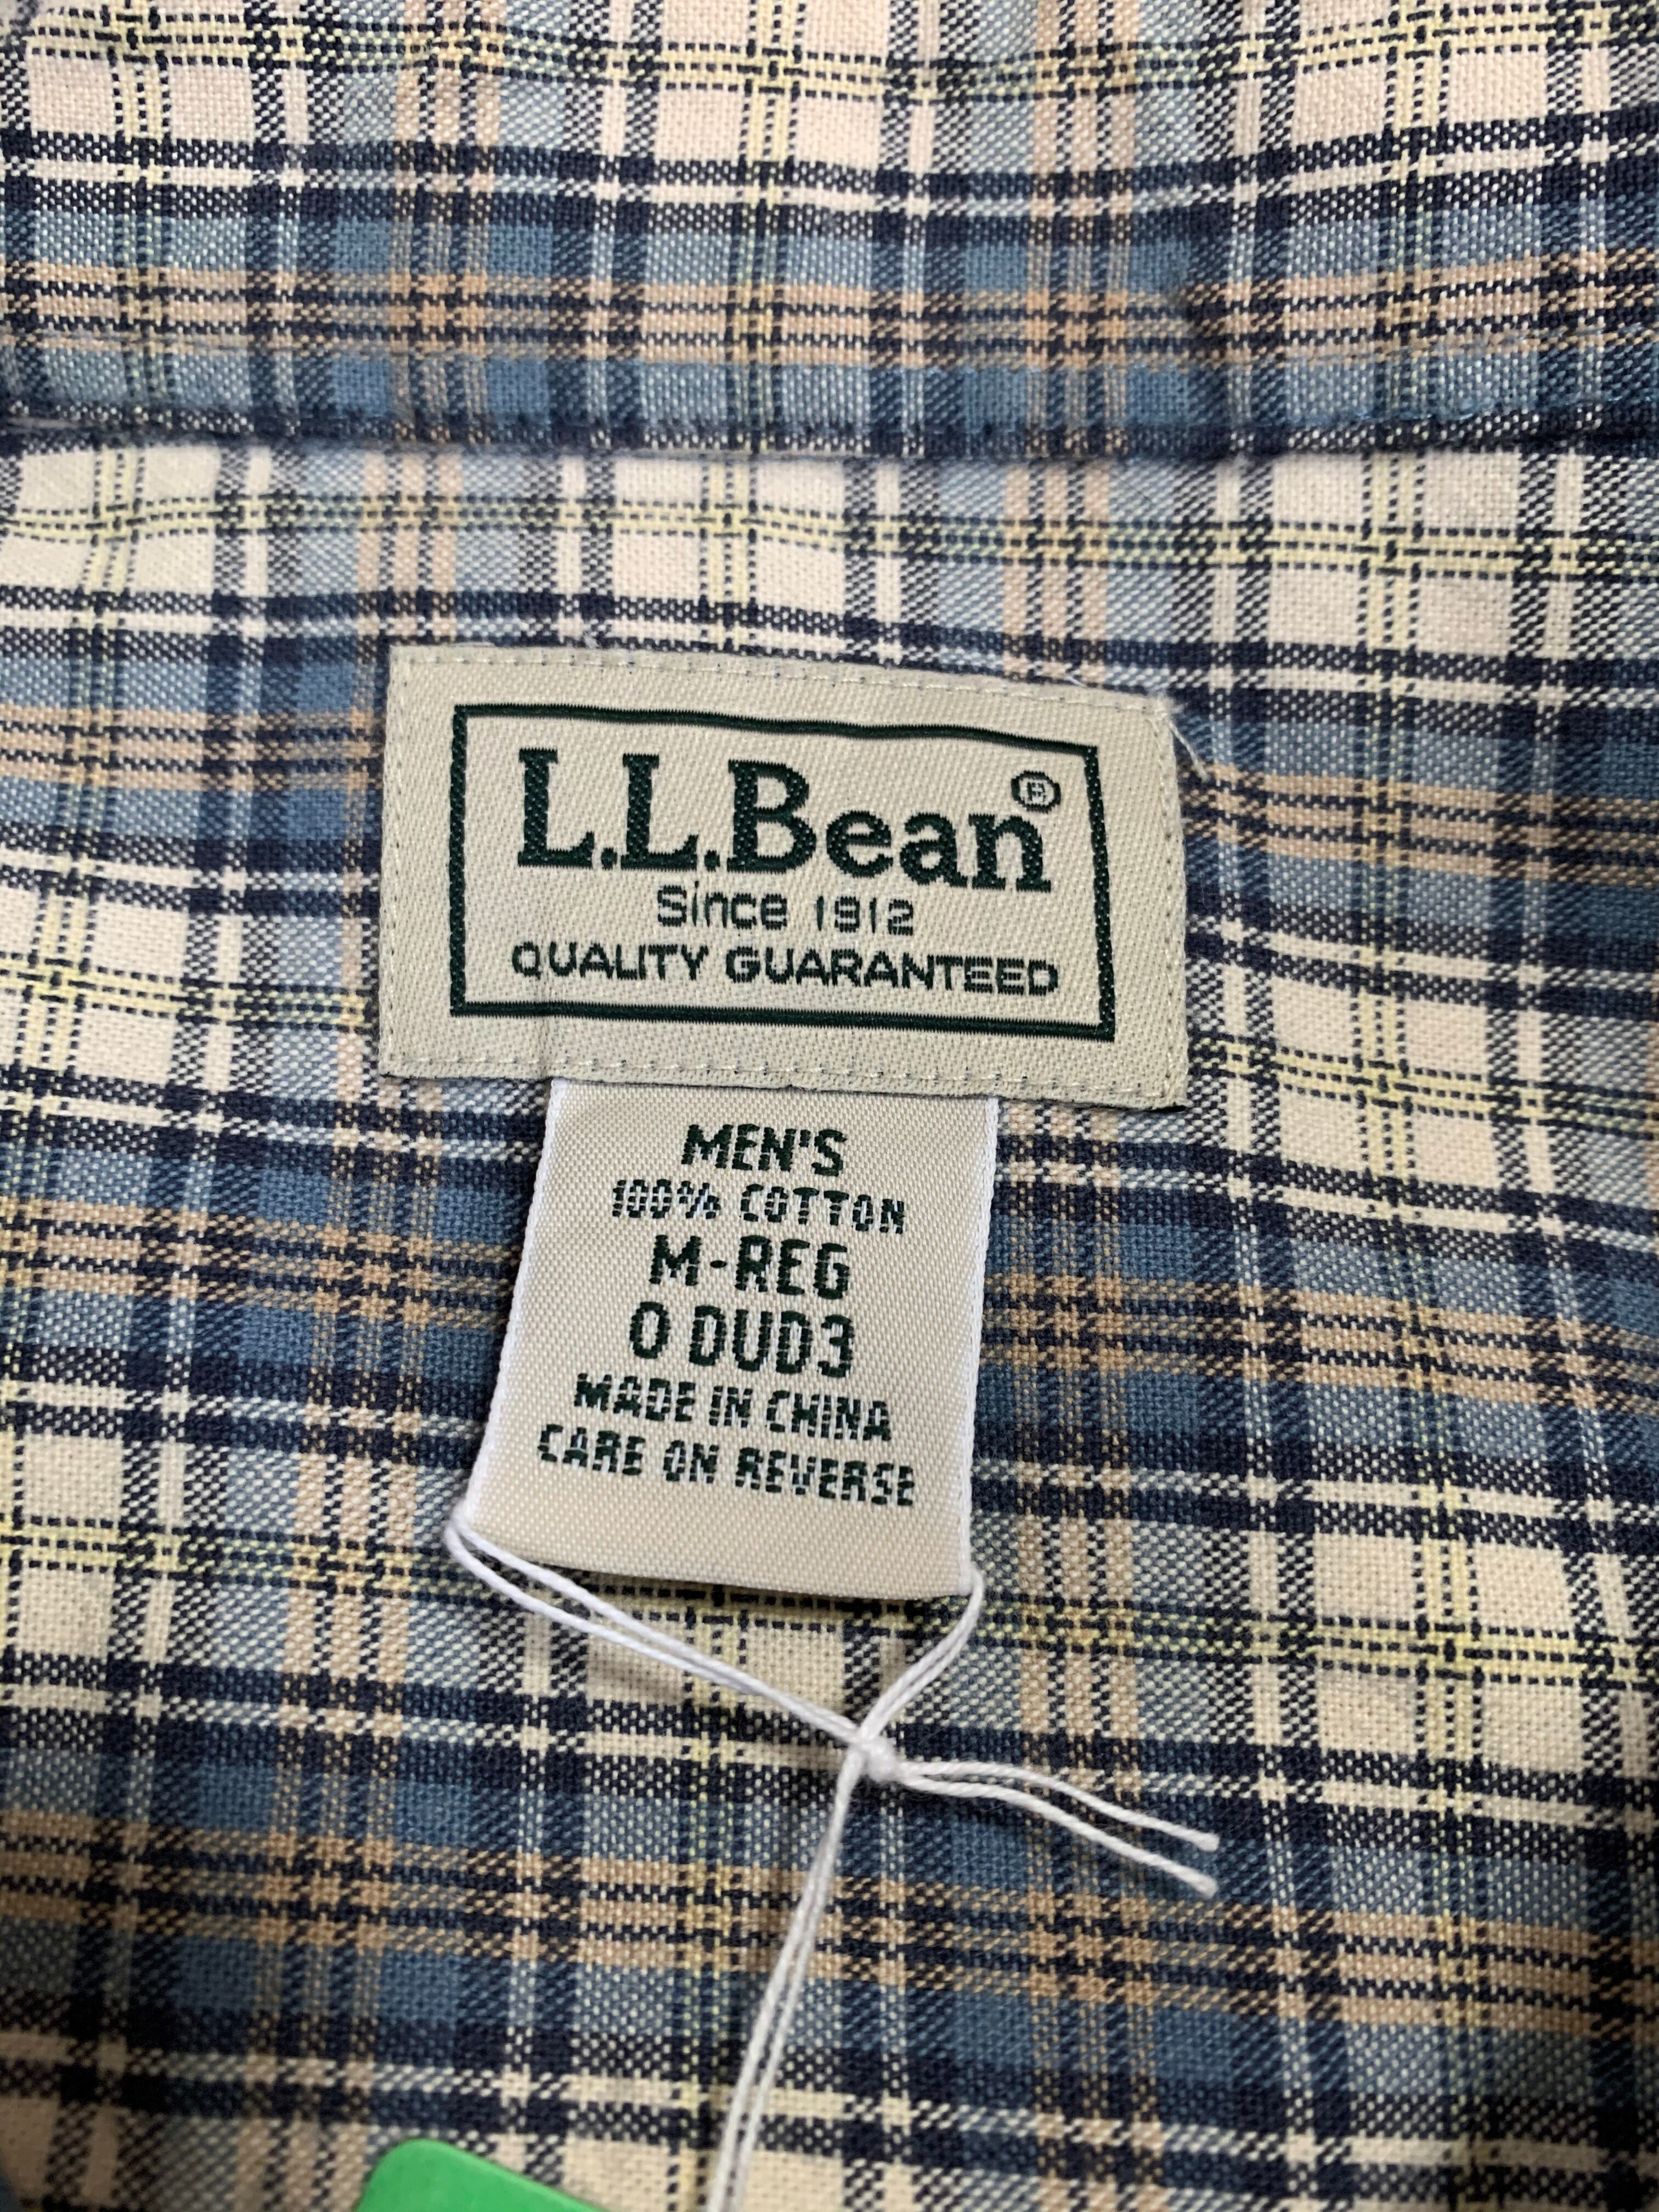 L.L.Bean®
Since 1912
QUALITY GUARANTEED
MEN'S
100% COTTON
M-REG
0 DUD3
MADE IN CHINA
CARE ON REVERSE